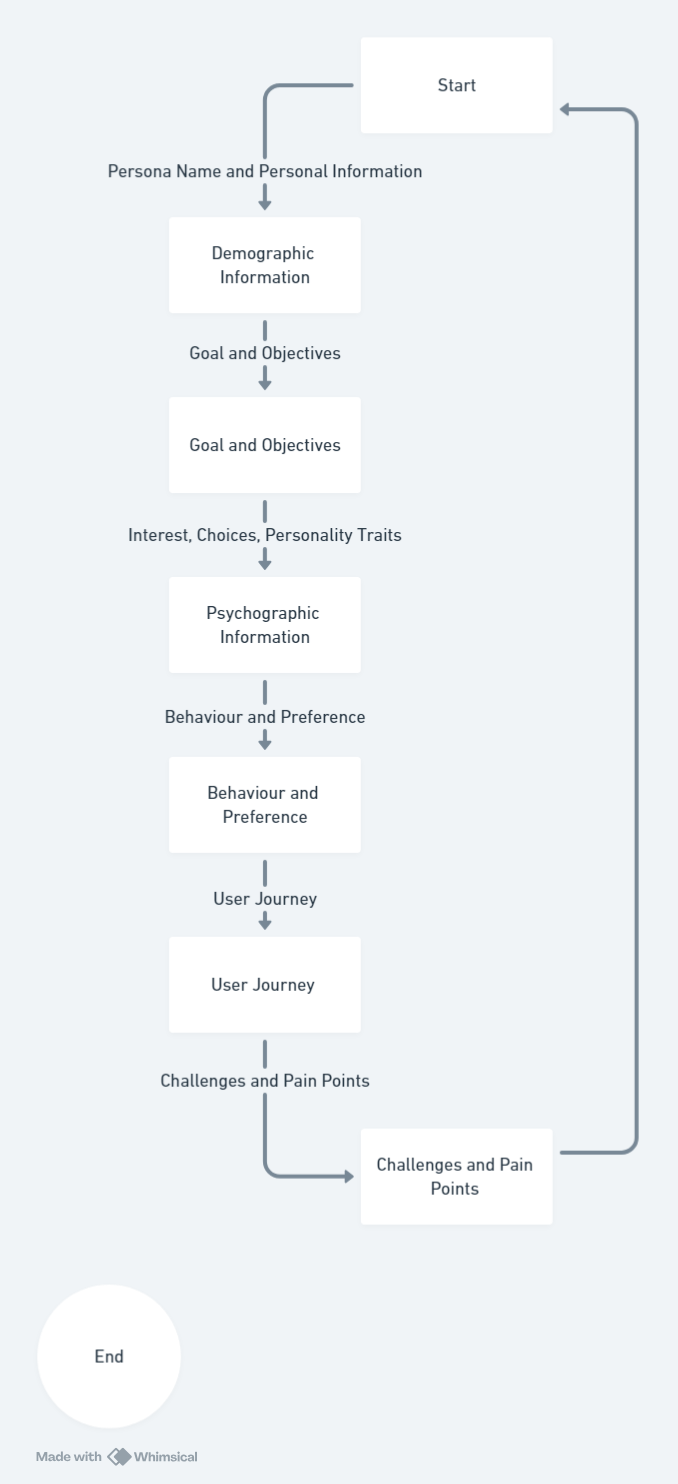 Start
Persona Name and Personal Information
Demographic
Information
Goal and Objectives
Goal and Objectives
Interest, Choices, Personality Traits
Psychographic
Information
Behaviour and Preference
Behaviour and
Preference
User Journey
User Journey
Challenges and Pain Points
Challenges and Pain
Points
End
Made with Whimsical